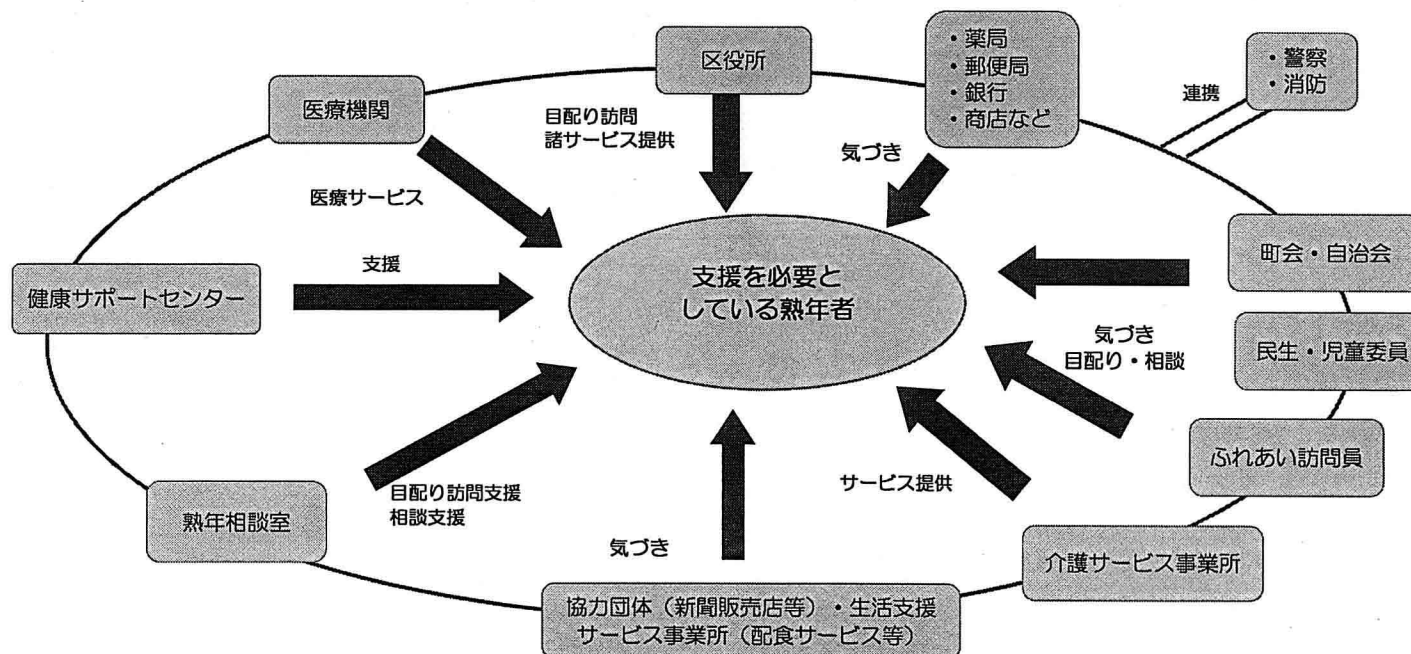 区役所
・薬局
・郵便局
・銀行
・商店など
・警察
・消防
連携
医療機関
目配り訪問
諸サービス提供
気づき
医療サービス
町会・自治会
支援
健康サポートセンター
支援を必要と
している熟年者
気づき
目配り・相談
民生・児童委員
ふれあい訪問員
サービス提供
目配り訪問支援
相談支援
熟年相談室
気づき
介護サービス事業所
協力団体（新聞販売店等）・生活支援
サービス事業所（配食サービス等）